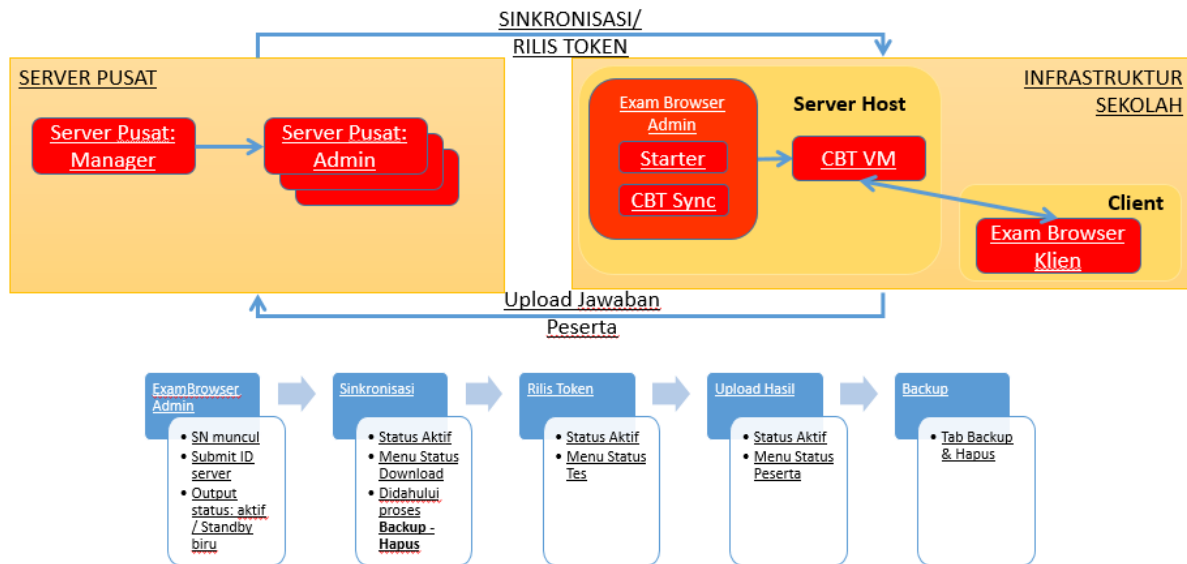 SINKRONISASI/
RILIS TOKEN
SERVER PUSAT
Server Pusat:
Manager
Server Pusat:
Admin
INFRASTRUKTUR
SEKOLAH
Server Host
Exam Browser
Admin
Starter
CBT Sync
CBT VM
Client
Exam Browser
Klien
Upload Jawaban
Peserta
ExamBrowser
Admin
• SN muncul
• Submit ID
server
• Output
status: aktif
/ Standby
biru
Sinkronisasi
• Status Aktif
• Menu Status
Download
• Didahului
proses
Backup -
Hapus
Rilis Token
• Status Aktif
• Menu Status
Tes
Upload Hasil
• Status Aktif
• Menu Status
Peserta
Backup
• Tab Backup
& Hapus